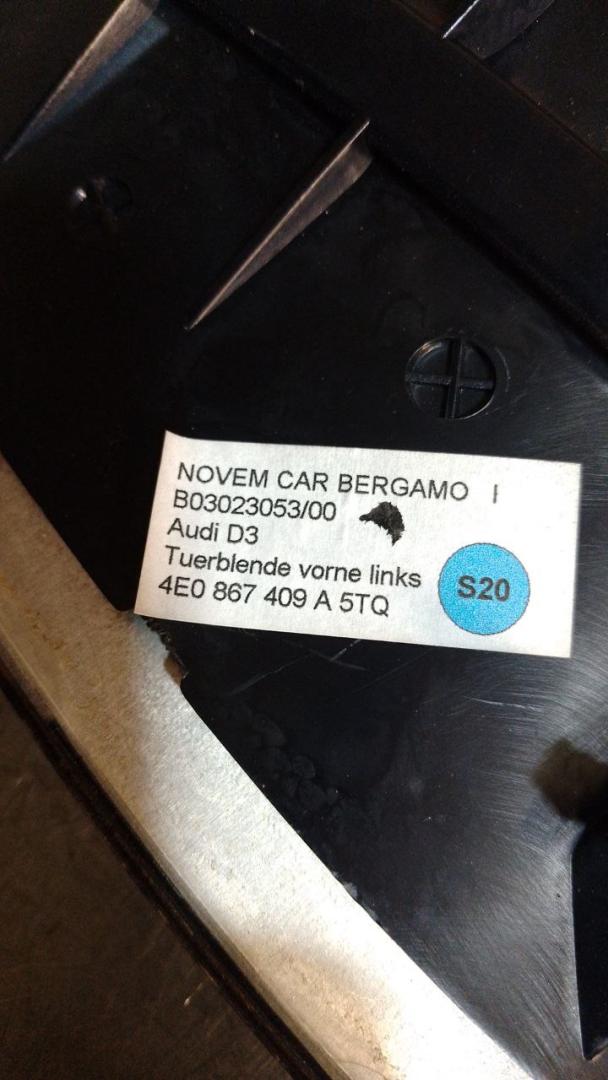 NOVEM CAR BERGAMO I
B03023053/00
Audi D3
Tuerblende vorne links
4E0 867 409 A 5TQ
S20